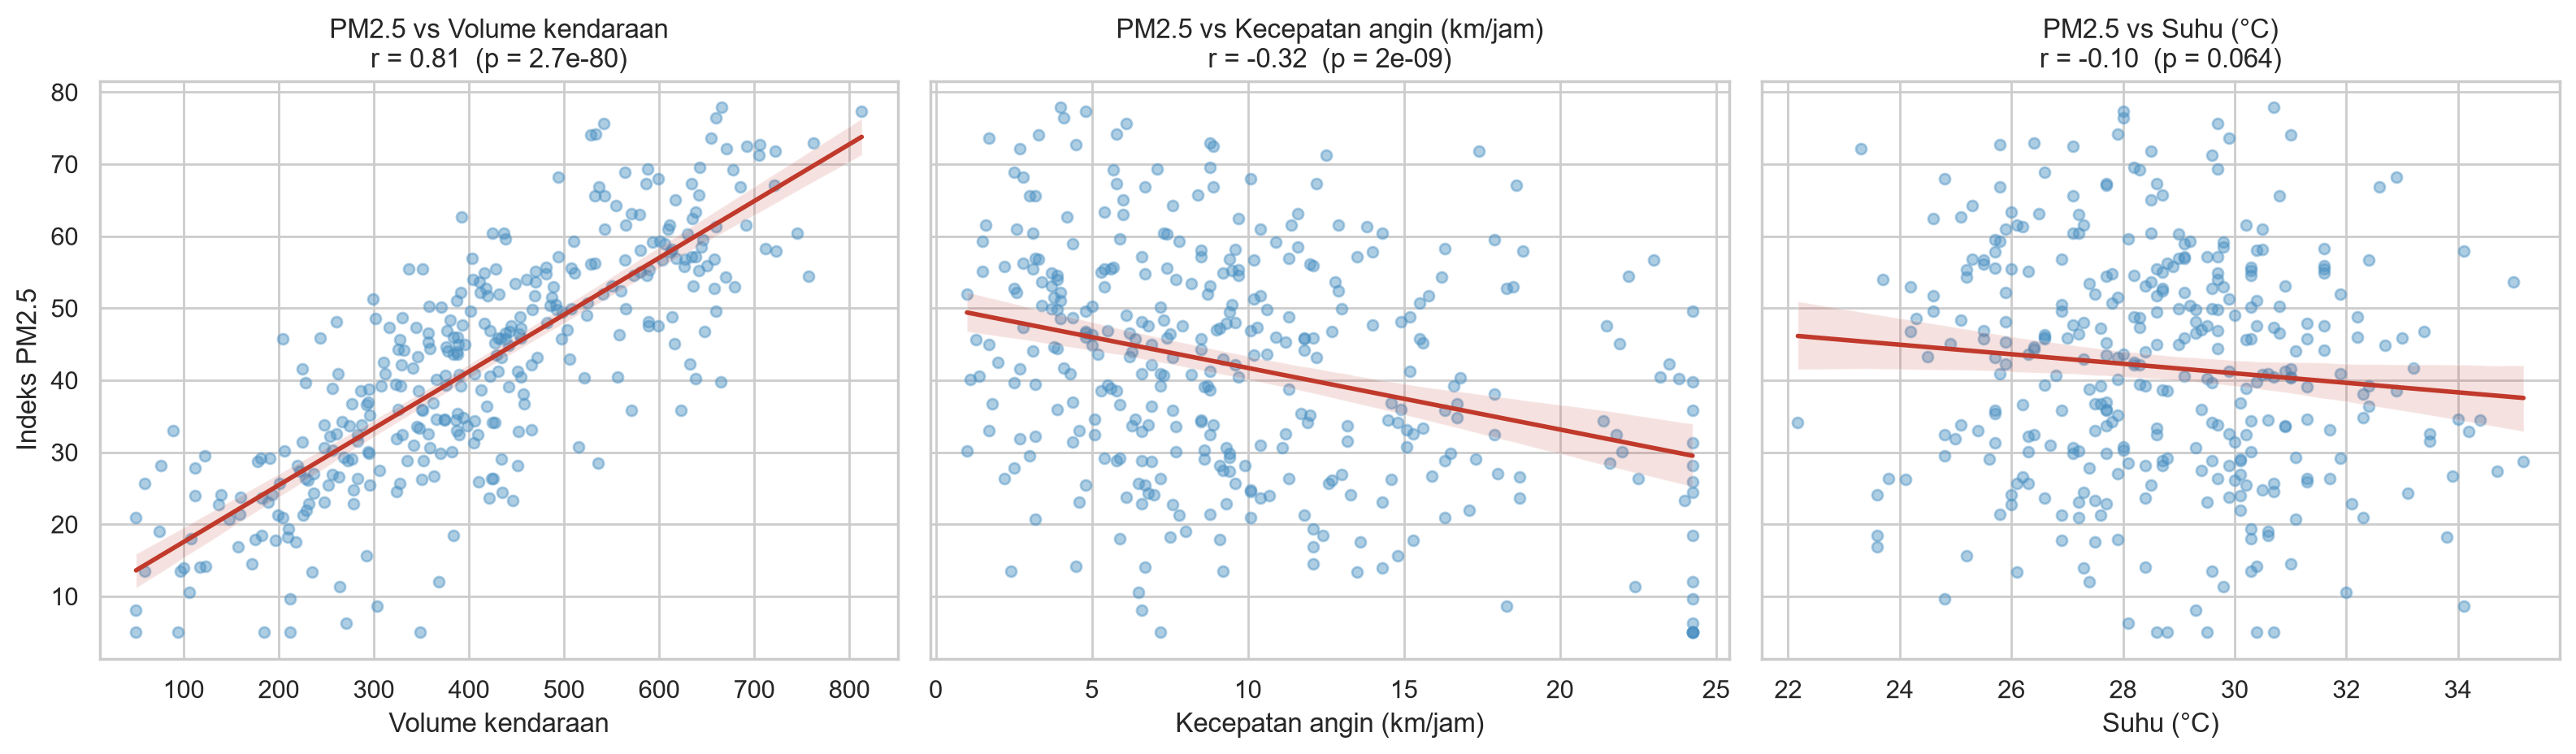 PM2.5 vs Volume kendaraan
r = 0.81 (p = 2.7e-80)
PM2.5 vs Kecepatan angin (km/jam)
r = -0.32 (p = 2e-09)
PM2.5 vs Suhu (°C)
r = -0.10 (p = 0.064)
Indeks PM2.5
80
70
60
50
40
30
20
10
100 200 300 400 500 600 700 800
Volume kendaraan
0 5 10 15 20 25
Kecepatan angin (km/jam)
22 24 26 28 30 32 34
Suhu (°C)